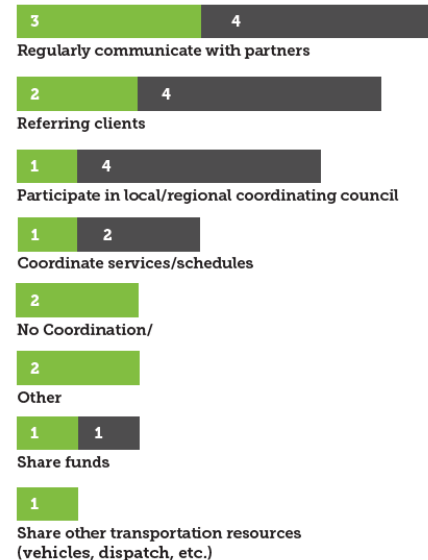 3 4
Regularly communicate with partners
2 4
Referring clients
1 4
Participate in local/regional coordinating council
1 2
Coordinate services/schedules
2
No Coordination/
2
Other
1 1
Share funds
1
Share other transportation resources
(vehicles, dispatch, etc.)